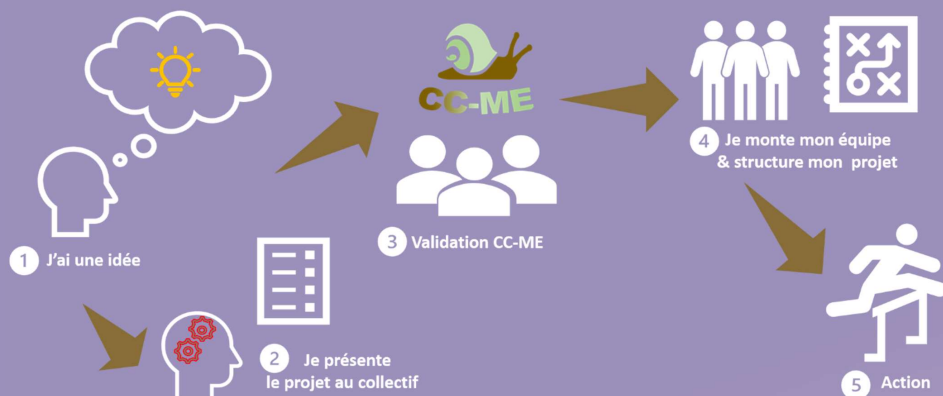 1 J'ai une idée
2 Je présente
le projet au collectif
CC-ME
3 Validation CC-ME
4 Je monte mon équipe
& structure mon projet
5 Action